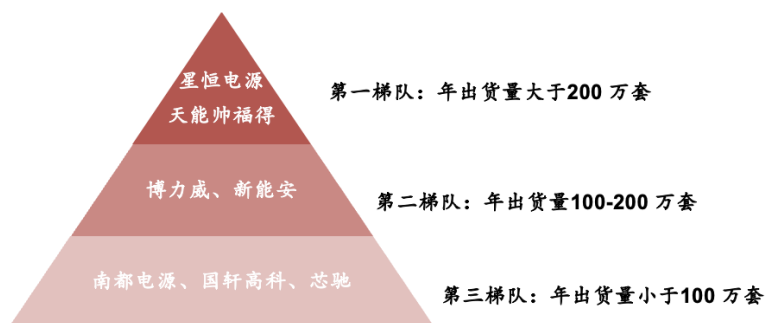 星恒电源
天能帅福得
第一梯队：年出货量大于200 万套
博力威、新能安
第二梯队：年出货量100-200 万套
南都电源、国轩高科、芯驰
第三梯队：年出货量小于100 万套